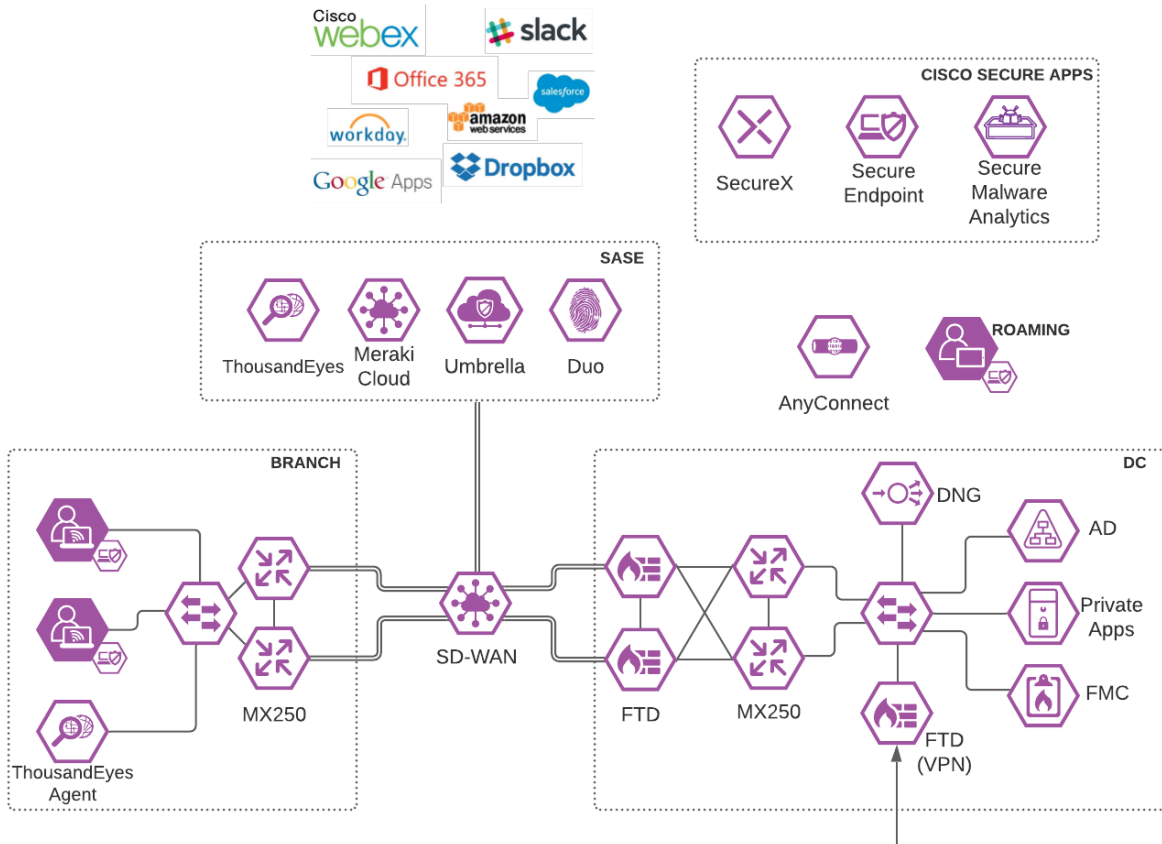 Cisco
webex
slack
Office 365
salesforce
workday.
amazon
web services
Google Apps
Dropbox
CISCO SECURE APPS
SecureX
Secure
Endpoint
Secure
Malware
Analytics
SASE
ThousandEyes
Meraki
Cloud
Umbrella
Duo
ROAMING
AnyConnect
BRANCH
ThousandEyes
Agent
MX250
SD-WAN
DC
FTD
MX250
DNG
AD
Private
Apps
FMC
FTD
(VPN)